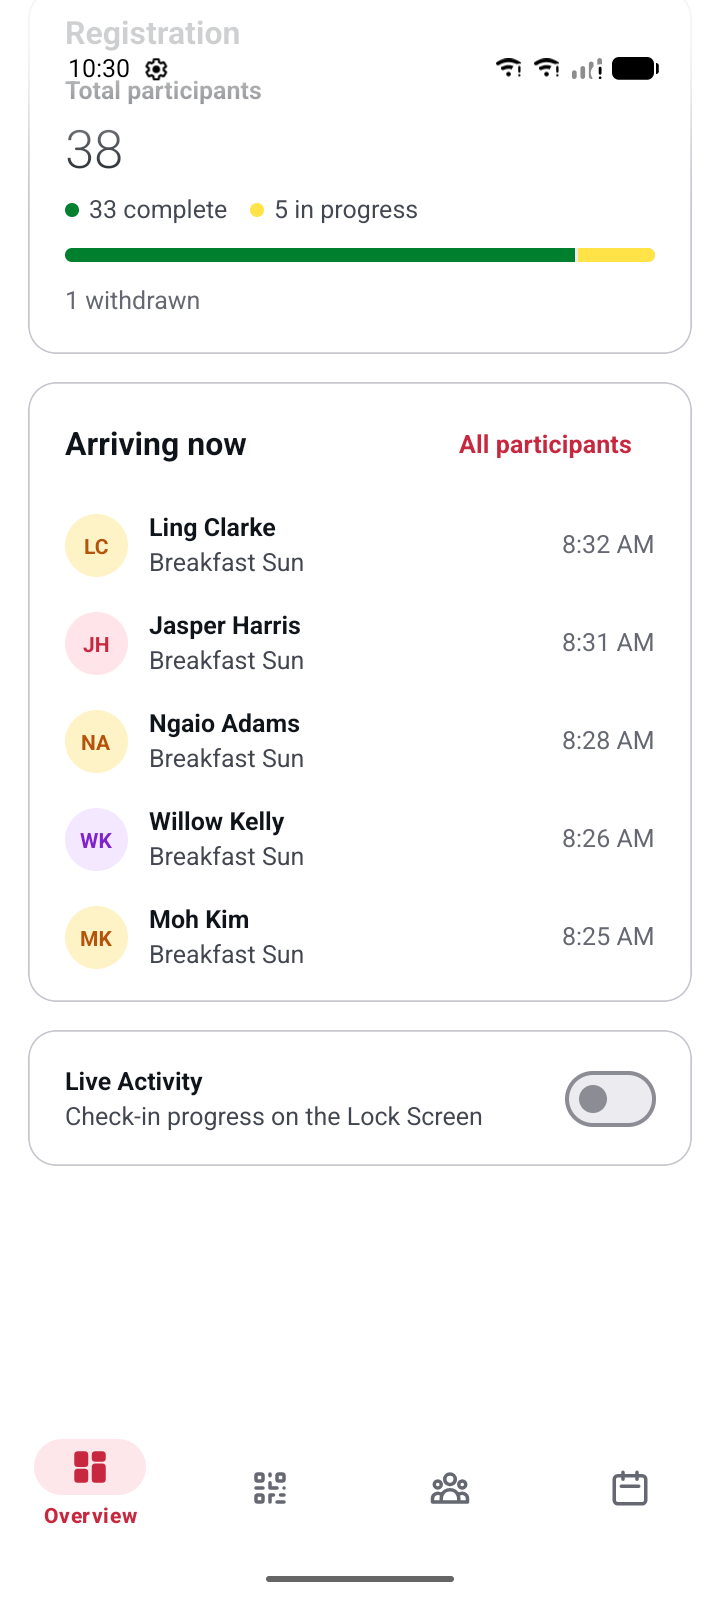 Registration
10:30
Total participants
38
33 complete 5 in progress
1 withdrawn
Arriving now All participants
LC Ling Clarke
Breakfast Sun 8:32 AM
JH Jasper Harris
Breakfast Sun 8:31 AM
NA Ngaio Adams
Breakfast Sun 8:28 AM
WK Willow Kelly
Breakfast Sun 8:26 AM
MK Moh Kim
Breakfast Sun 8:25 AM
Live Activity
Check-in progress on the Lock Screen
Overview